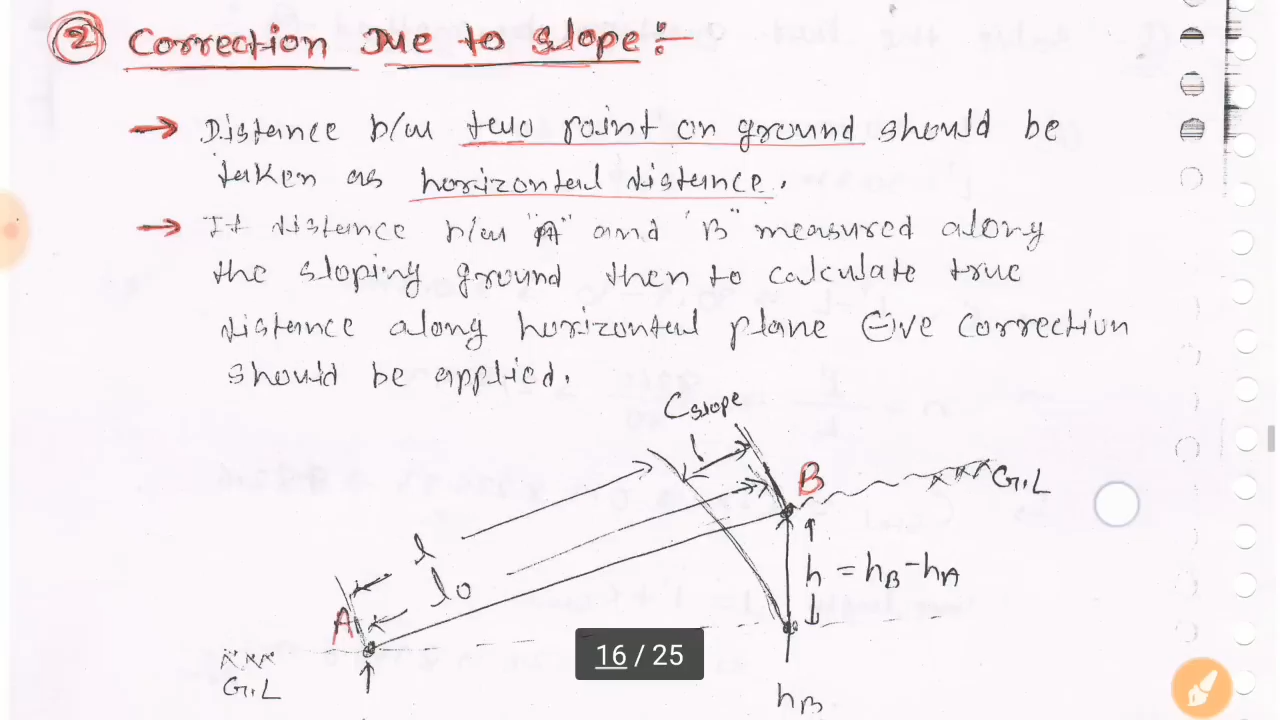 ② Correction Due to slope:-
→ Distance b/w two point on ground should be
taken as horizontal distance.
→ If distance b/w "A" and "B" measured along
the sloping ground then to calculate true
distance along horizontal plane ⊖ive correction
should be applied.
Cslope
B
G.L
l
l0
h = hB-hA
A
G.L
hB
16 / 25